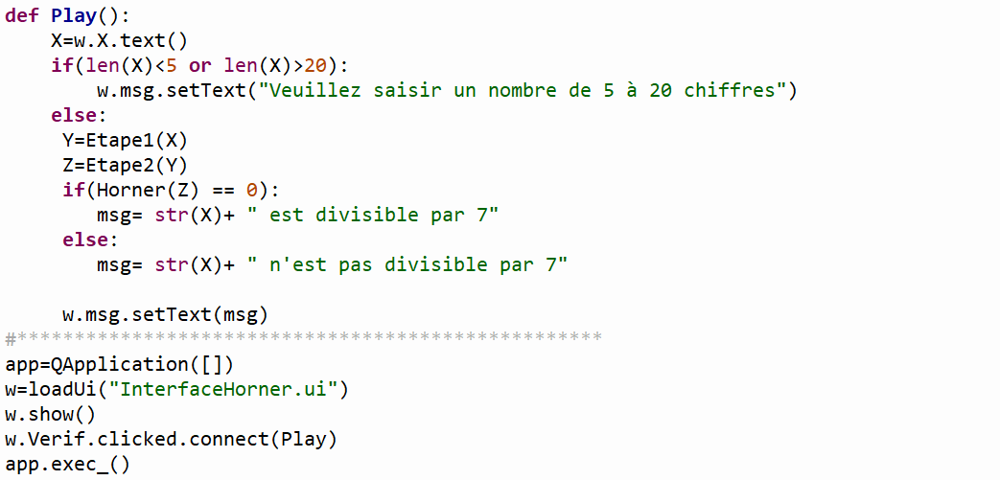 def Play():
    X=w.X.text()
    if(len(X)<5 or len(X)>20):
        w.msg.setText("Veuillez saisir un nombre de 5 à 20 chiffres")
    else:
     Y=Etape1(X)
     Z=Etape2(Y)
     if(Horner(Z) == 0):
        msg= str(X)+ " est divisible par 7"
     else:
        msg= str(X)+ " n'est pas divisible par 7"

     w.msg.setText(msg)
#***************************************************
app=QApplication([])
w=loadUi("InterfaceHorner.ui")
w.show()
w.Verif.clicked.connect(Play)
app.exec_()